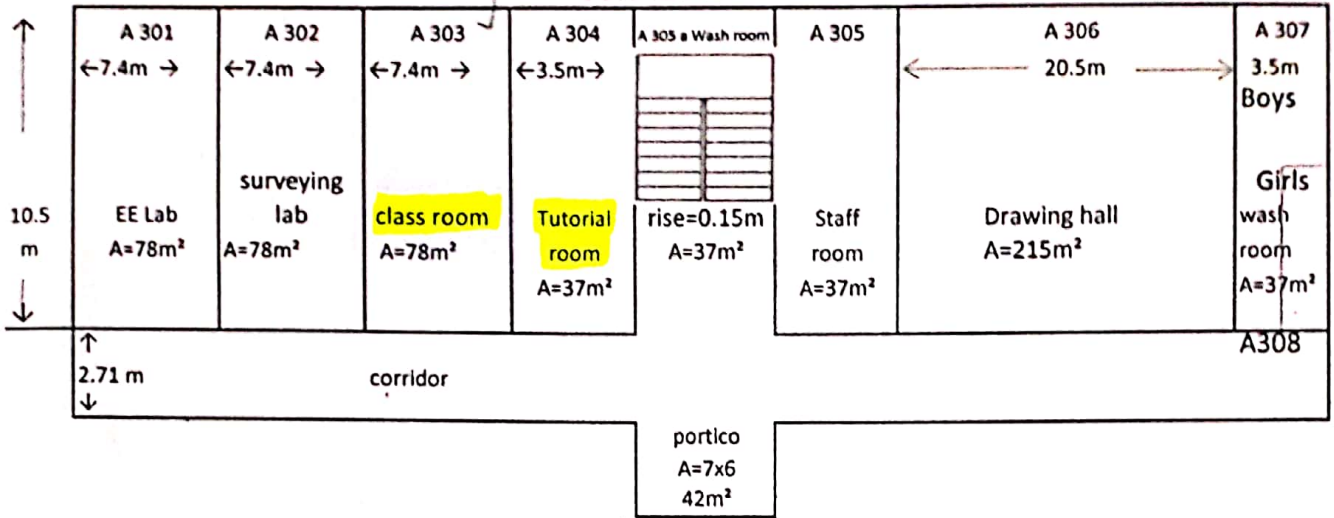 A 301
←7.4m →
EE Lab
A=78m²
A 302
←7.4m →
surveying
lab
A=78m²
A 303
←7.4m →
class room
A=78m²
A 304
←3.5m→
Tutorial
room
A=37m²
A 305 a Wash room
rise=0.15m
A=37m²
A 305
Staff
room
A=37m²
A 306
20.5m
Drawing hall
A=215m²
A 307
3.5m
Boys
Girls
wash
room
A=37m²
A308
10.5
m
2.71 m
corridor
portico
A=7x6
42m²